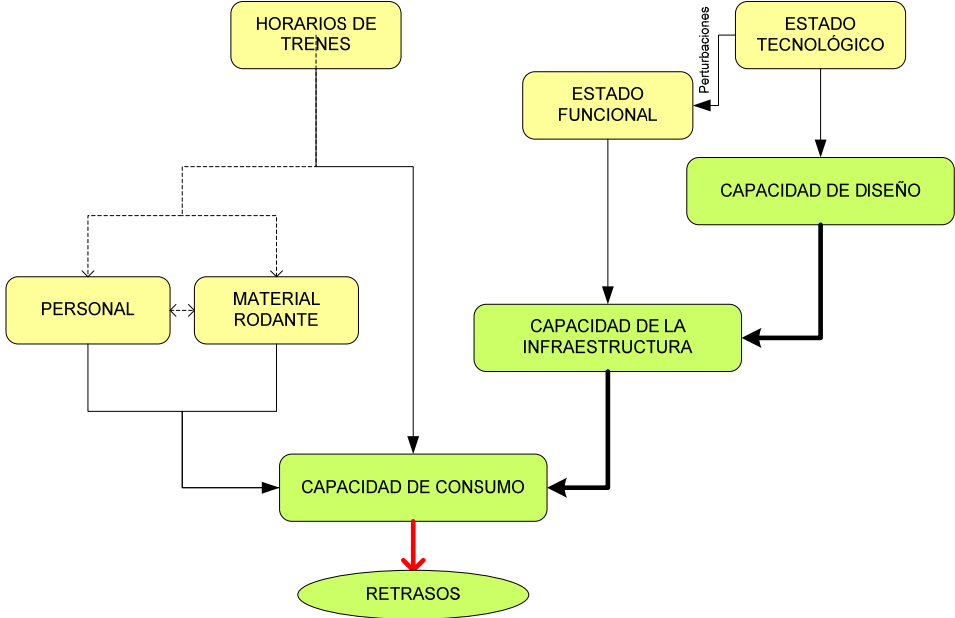 HORARIOS DE
TRENES
ESTADO
TECNOLÓGICO
Perturbaciones
ESTADO
FUNCIONAL
CAPACIDAD DE DISEÑO
PERSONAL
MATERIAL
RODANTE
CAPACIDAD DE LA
INFRAESTRUCTURA
CAPACIDAD DE CONSUMO
RETRASOS